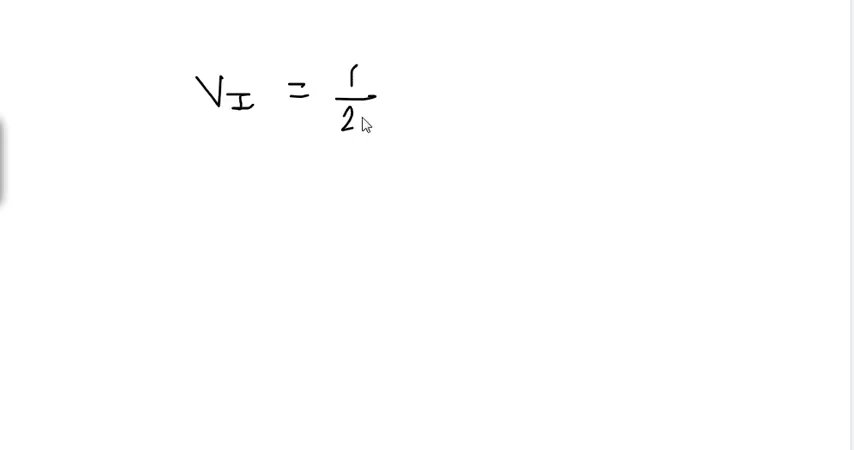 V_I = 1/2